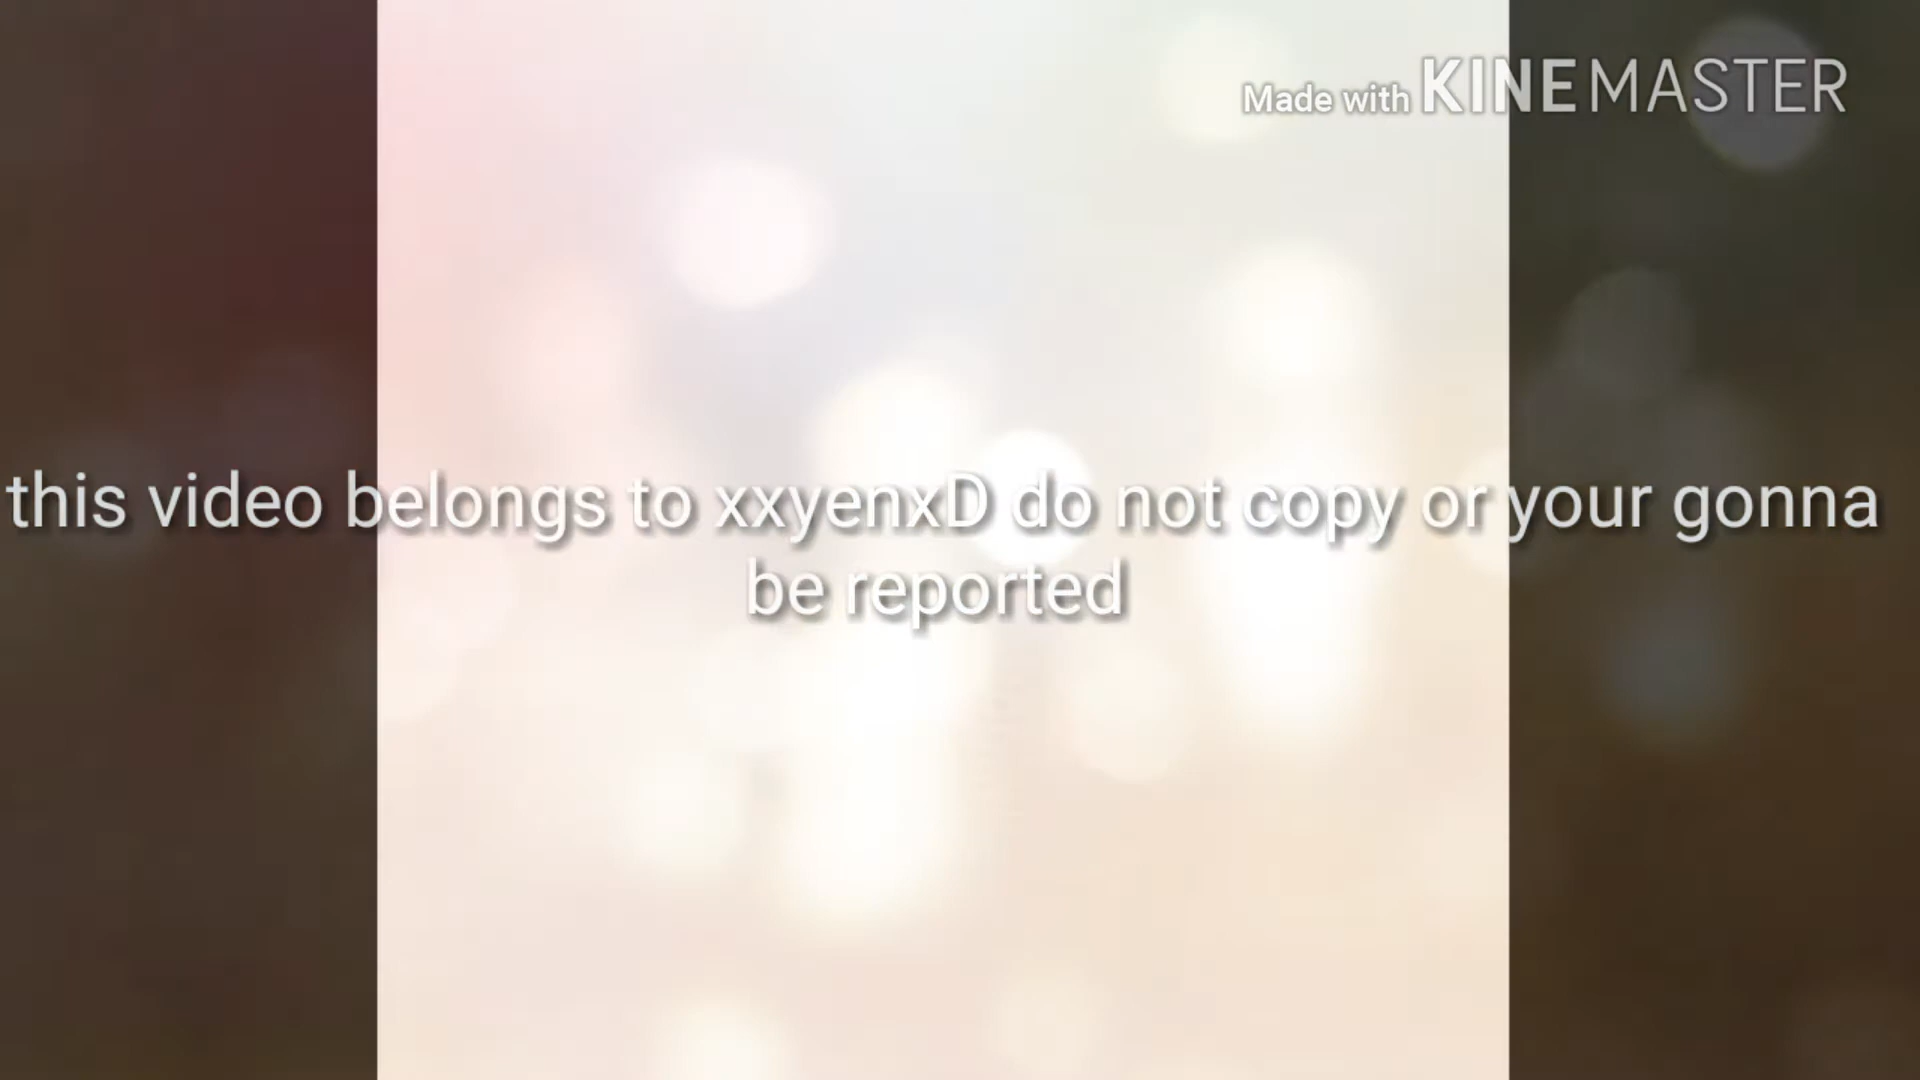 Made with KINEMASTER
this video belongs to xxyenxD do not copy or your gonna
be reported